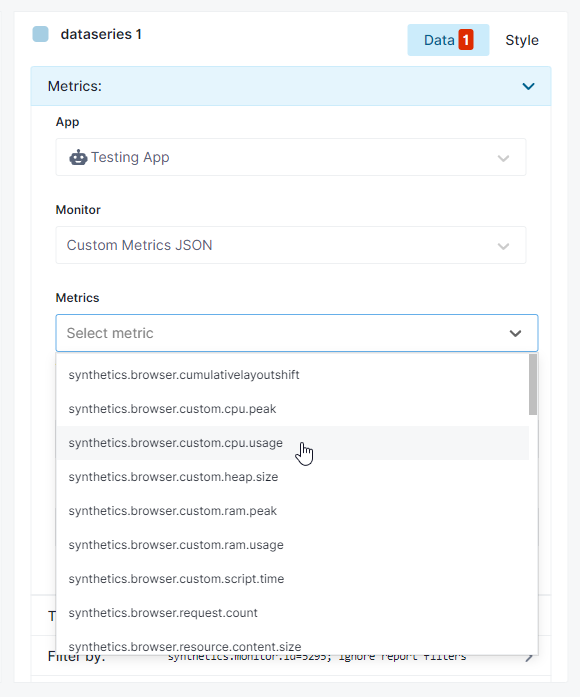 dataseries 1
Data 1 Style
Metrics:
App
Testing App
Monitor
Custom Metrics JSON
Metrics
Select metric
synthetics.browser.cumulativelayoutshift
synthetics.browser.custom.cpu.peak
synthetics.browser.custom.cpu.usage
synthetics.browser.custom.heap.size
synthetics.browser.custom.ram.peak
synthetics.browser.custom.ram.usage
synthetics.browser.custom.script.time
synthetics.browser.request.count
synthetics.browser.resource.content.size
Filter by: synthetics.monitor.id=5295; ignore report filters